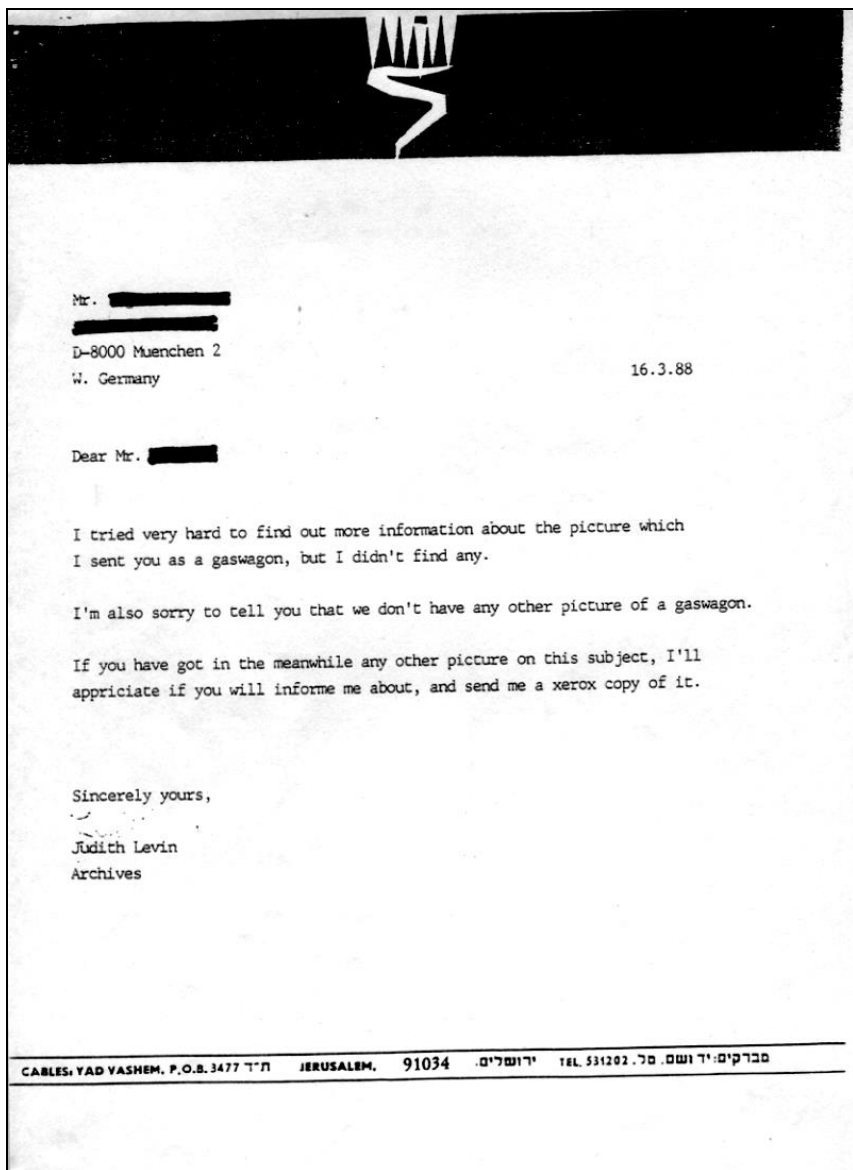 Mr.
D-8000 Muenchen 2
W. Germany
16.3.88
Dear Mr.
I tried very hard to find out more information about the picture which
I sent you as a gaswagon, but I didn't find any.
I'm also sorry to tell you that we don't have any other picture of a gaswagon.
If you have got in the meanwhile any other picture on this subject, I'll
appriciate if you will informe me about, and send me a xerox copy of it.
Sincerely yours,
Judith Levin
Archives
CABLES: YAD VASHEM. P.O.B. 3477 ת״ד JERUSALEM. 91034 ירושלים. TEL. 531202 .מברקים: יד ושם. טל